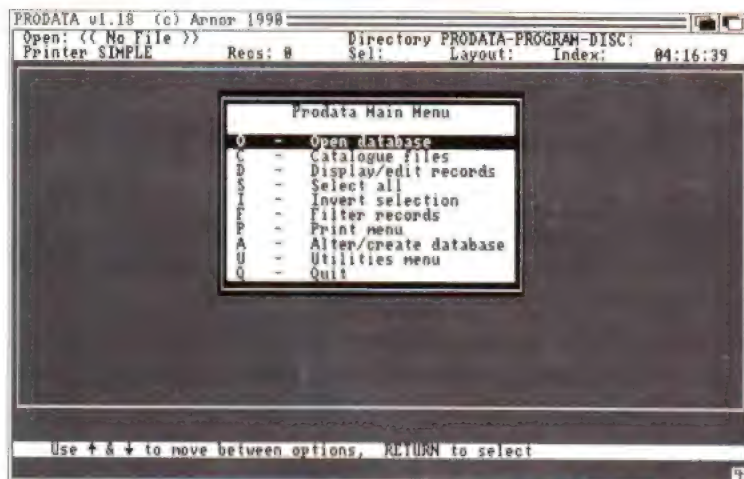 PRODATA v1.18 (c) Arnor 1990
Open: << No File >> Directory PRODATA-PROGRAM-DISC:
Printer SIMPLE Recs: 0 Sel: Layout: Index: 04:16:39
Prodata Main Menu
O - Open database
C - Catalogue files
D - Display/edit records
S - Select all
I - Invert selection
F - Filter records
P - Print menu
A - Alter/create database
U - Utilities menu
Q - Quit
Use ↑ & ↓ to move between options, RETURN to select